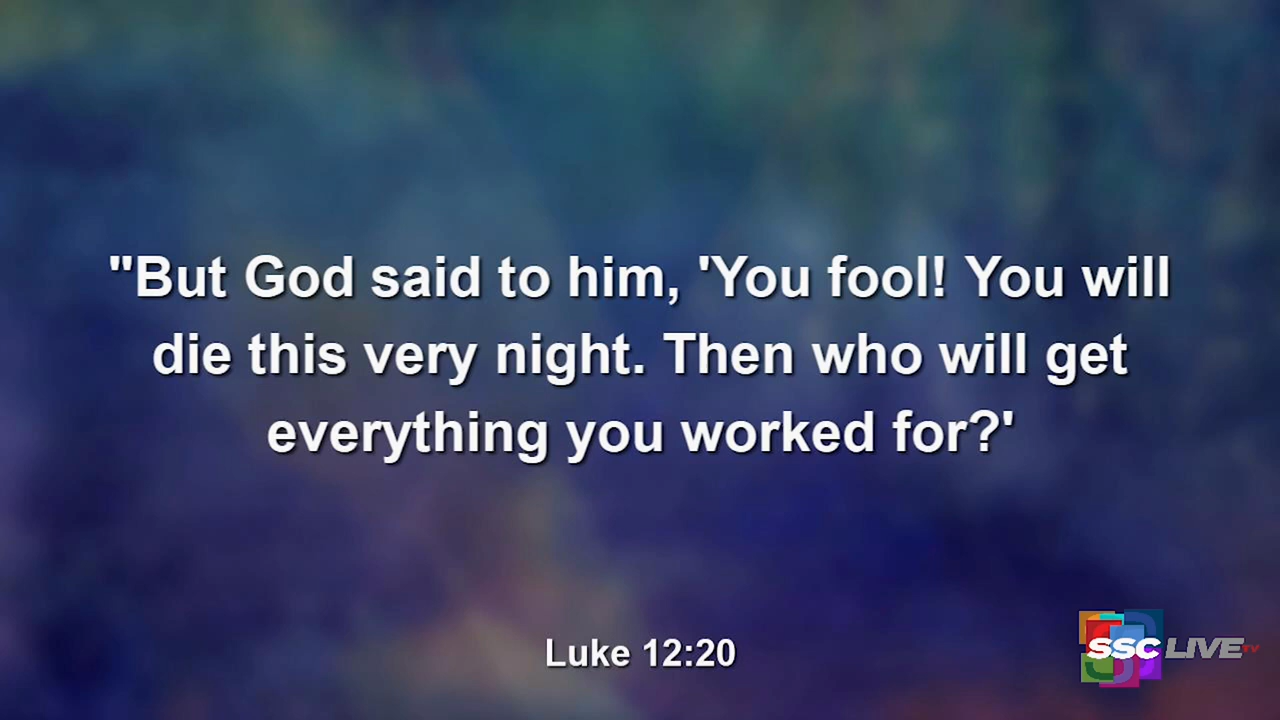 "But God said to him, 'You fool! You will
die this very night. Then who will get
everything you worked for?'
Luke 12:20
SSC LIVE TV